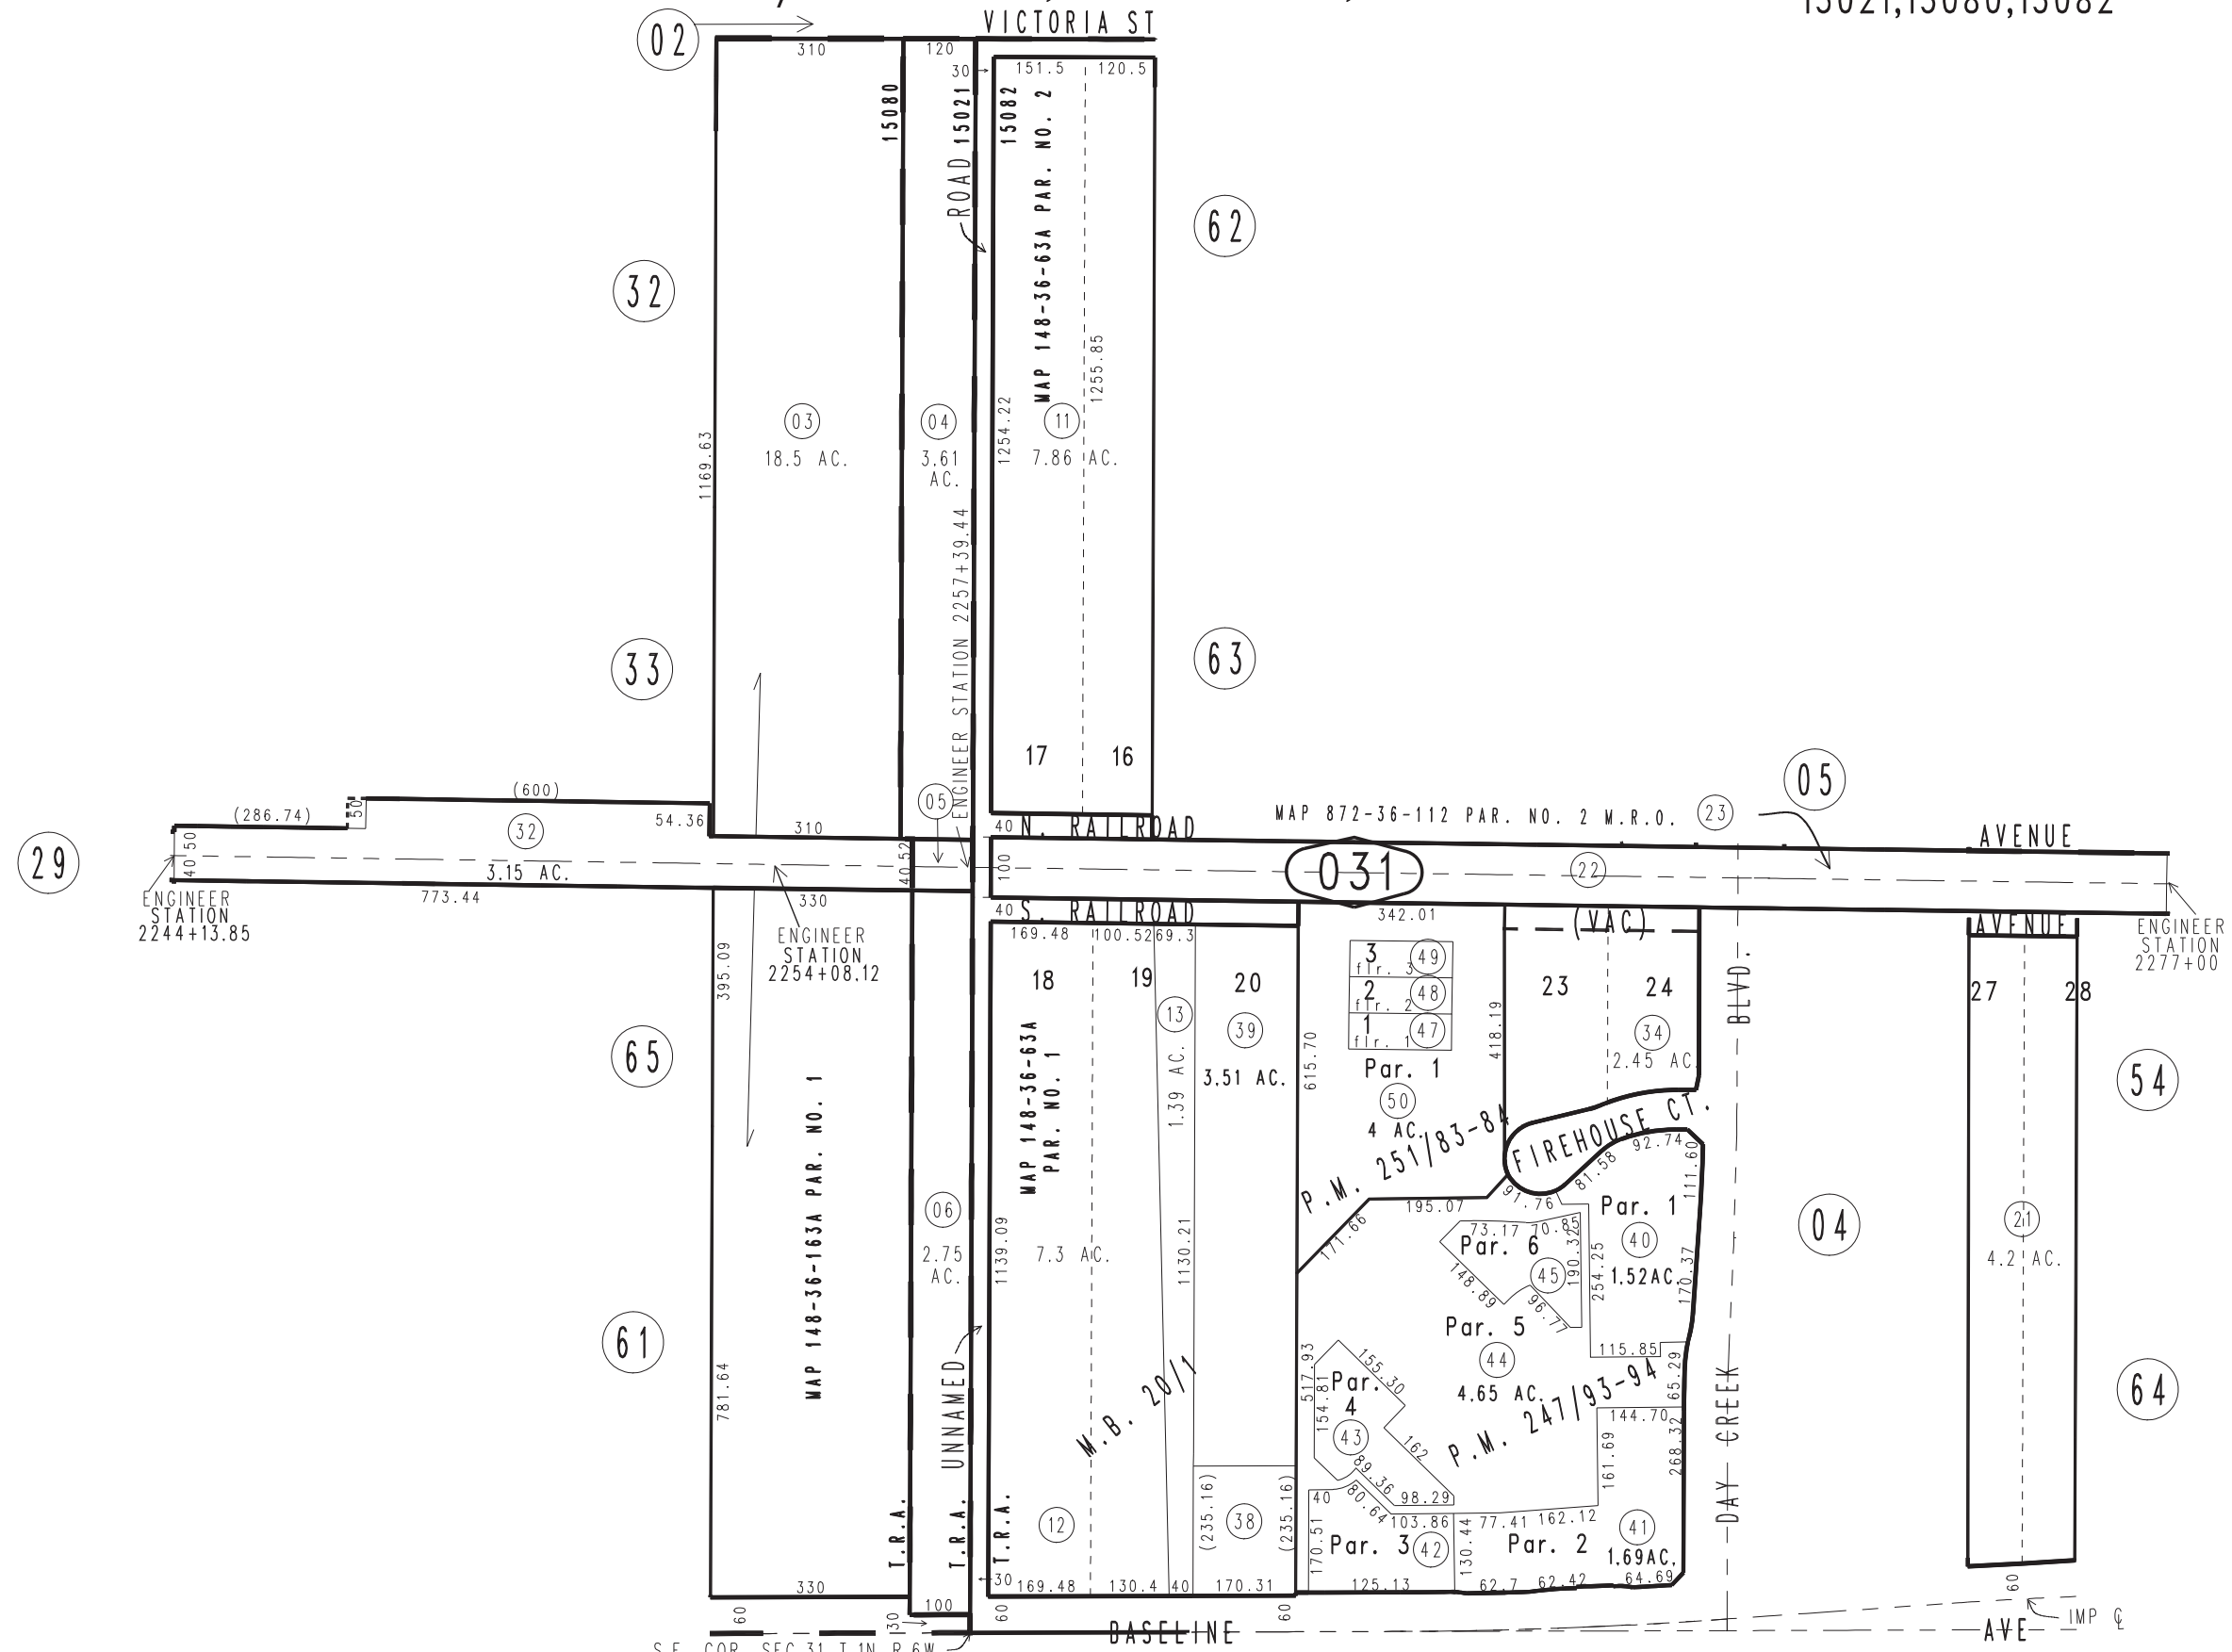 15021,15080,15082
02
VICTORIA ST
310
120
30
151.5
120.5
15080
ROAD 15021
15082
MAP 148-36-63A PAR. NO. 2
62
32
1169.63
03
18.5 AC.
04
3.61
AC.
1254.22
11
7.86 AC.
1255.85
ENGINEER STATION 2257+39.44
33
63
17
16
05
(600)
50
(286.74)
54.36
310
32
29
40.50
3.15 AC.
773.44
330
40.52
05
40
N. RAILROAD
100
MAP 872-36-112 PAR. NO. 2 M.R.O.
23
AVENUE
031
22
ENGINEER
STATION
2244+13.85
ENGINEER
STATION
2254+08.12
40
S. RAILROAD
342.01
(VAC)
AVENUE
ENGINEER
STATION
2277+00
395.09
169.48
100.52
69.3
18
19
20
3
flr. 3
49
2
flr. 2
48
1
flr. 1
47
23
24
BLVD.
27
28
13
39
3.51 AC.
1.39 AC.
615.70
418.19
34
2.45 AC
65
54
MAP 148-36-63A
PAR. NO. 1
Par. 1
50
4 AC.
P.M. 251/83-84
FIREHOUSE CT.
MAP 148-36-163A PAR. NO. 1
92.74
81.58
111.60
91.76
195.07
171.66
06
2.75
AC.
1139.09
7.3 AC.
1130.21
73.17
70.85
Par. 6
45
190.32
148.89
96.77
254.25
Par. 1
40
1.52AC.
170.37
04
21
4.2 AC.
61
781.64
UNNAMED
M.B. 20/1
517.93
154.81
155.30
Par.
4
43
162
Par. 5
44
4.65 AC.
P.M. 247/93-94
115.85
65.29
144.70
161.69
268.32
DAY CREEK
64
T.R.A.
T.R.A.
T.R.A.
12
(235.16)
38
(235.16)
40
89.36
80.64
98.29
103.86
170.51
Par. 3
42
130.44
77.41
162.12
Par. 2
41
1.69AC.
330
30
169.48
130.4
40
170.31
125.13
62.7
62.42
64.69
60
30
100
60
60
60
BASELINE
AVE
IMP ℄
S.E. COR. SEC.31 T.1N. R.6W.